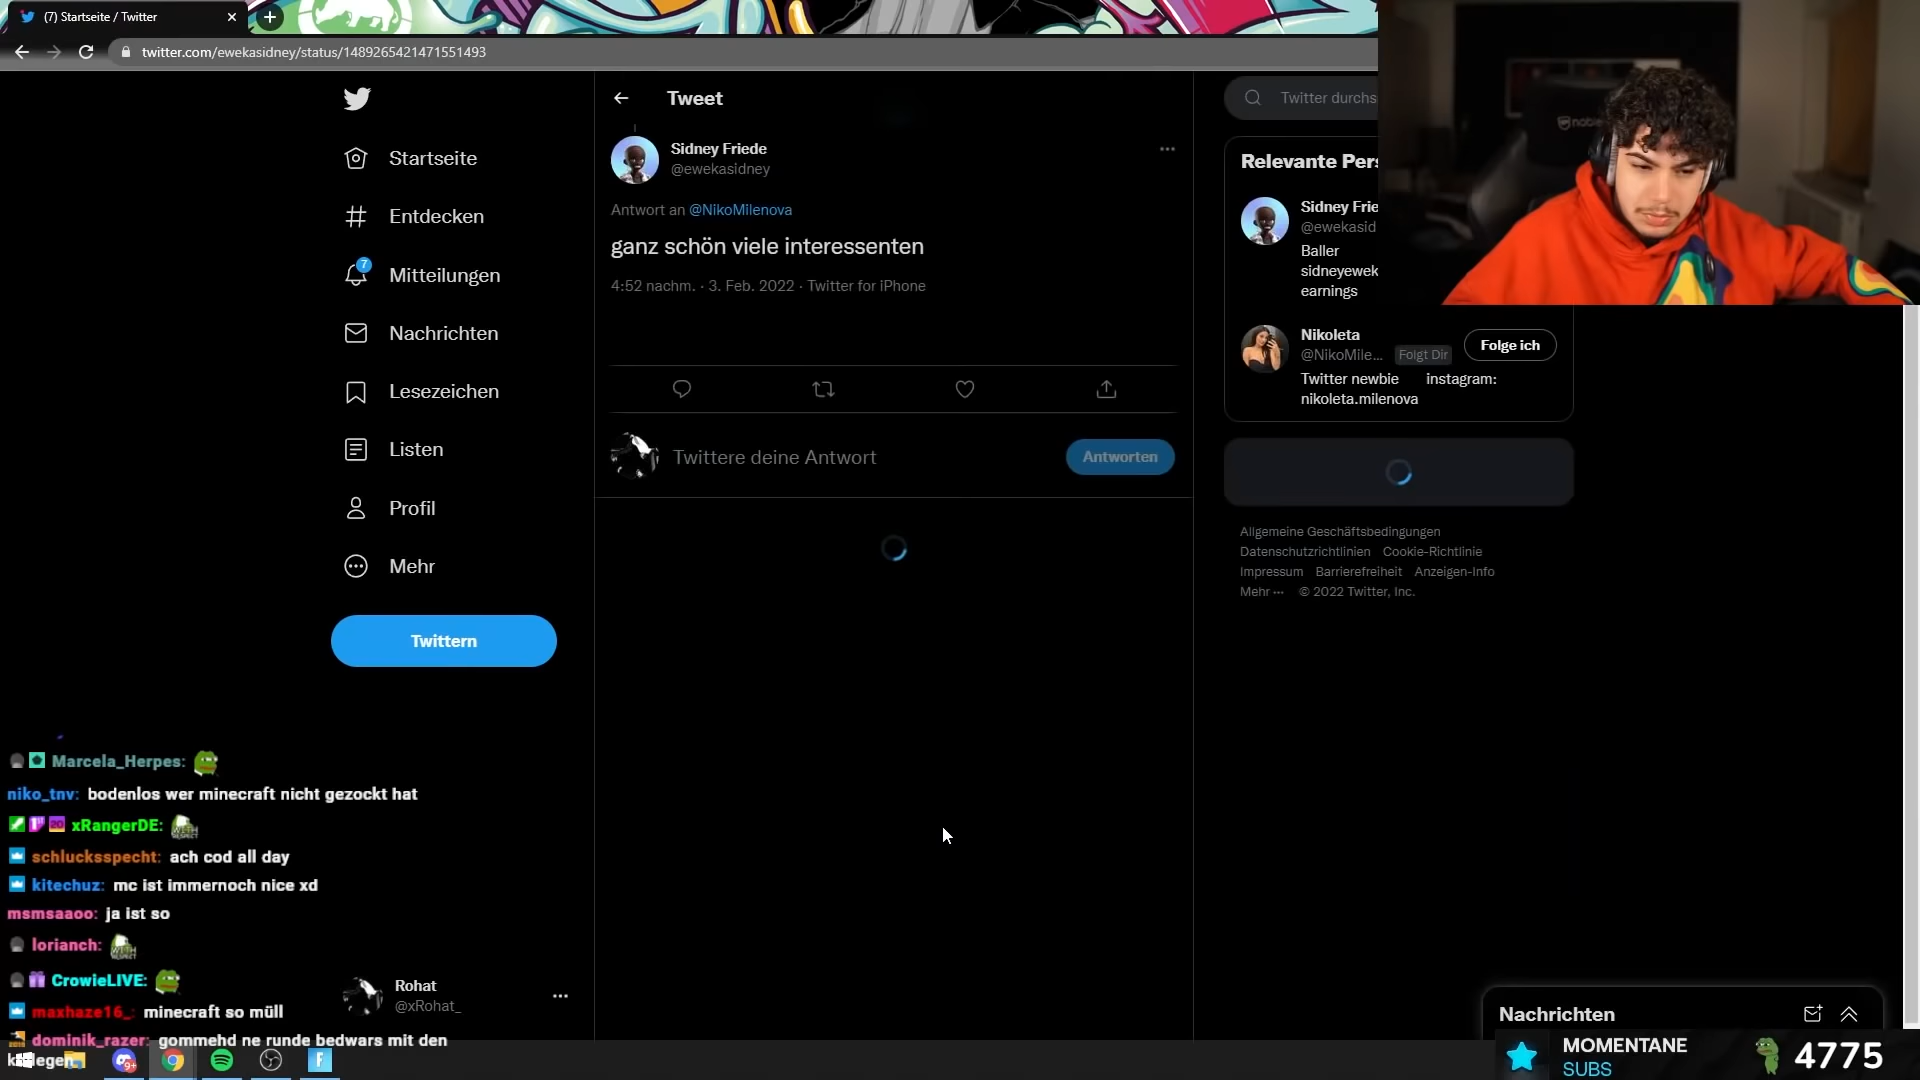 (7) Startseite / Twitter
twitter.com/ewekasidney/status/1489265421471551493
Startseite
Entdecken
7
Mitteilungen
Nachrichten
Lesezeichen
Listen
Profil
Mehr
Twittern
Tweet
Sidney Friede
@ewekasidney
Antwort an @NikoMilenova
ganz schön viele interessenten
4:52 nachm. · 3. Feb. 2022 · Twitter for iPhone
Twittere deine Antwort
Antworten
Twitter durchs
Relevante Pers
Sidney Frie
@ewekasid
Baller
sidneyewek
earnings
Nikoleta
@NikoMile... Folgt Dir
Folge ich
Twitter newbie instagram:
nikoleta.milenova
Allgemeine Geschäftsbedingungen
Datenschutzrichtlinien Cookie-Richtlinie
Impressum Barrierefreiheit Anzeigen-Info
Mehr ··· © 2022 Twitter, Inc.
Marcela_Herpes:
niko_tnv: bodenlos wer minecraft nicht gezockt hat
xRangerDE:
schlucksspecht: ach cod all day
kitechuz: mc ist immernoch nice xd
msmsaaoo: ja ist so
lorianch:
CrowieLIVE:
maxhaze16_: minecraft so müll
dominik_razer: gommehd ne runde bedwars mit den
Rohat
@xRohat_
Nachrichten
MOMENTANE
SUBS
4775